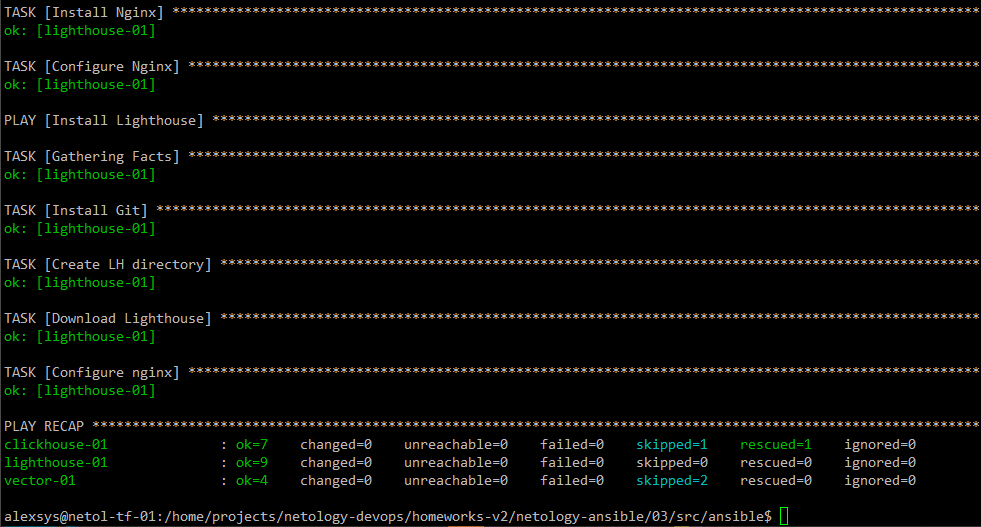 TASK [Install Nginx] *****************************************************************************************************
ok: [lighthouse-01]
TASK [Configure Nginx] ***************************************************************************************************
ok: [lighthouse-01]
PLAY [Install Lighthouse] ************************************************************************************************
TASK [Gathering Facts] ***************************************************************************************************
ok: [lighthouse-01]
TASK [Install Git] *******************************************************************************************************
ok: [lighthouse-01]
TASK [Create LH directory] ***********************************************************************************************
ok: [lighthouse-01]
TASK [Download Lighthouse] ***********************************************************************************************
ok: [lighthouse-01]
TASK [Configure nginx] ***************************************************************************************************
ok: [lighthouse-01]
PLAY RECAP ***************************************************************************************************************
clickhouse-01              : ok=7    changed=0    unreachable=0    failed=0    skipped=1    rescued=1    ignored=0
lighthouse-01              : ok=9    changed=0    unreachable=0    failed=0    skipped=0    rescued=0    ignored=0
vector-01                  : ok=4    changed=0    unreachable=0    failed=0    skipped=2    rescued=0    ignored=0
alexsys@netol-tf-01:/home/projects/netology-devops/homeworks-v2/netology-ansible/03/src/ansible$